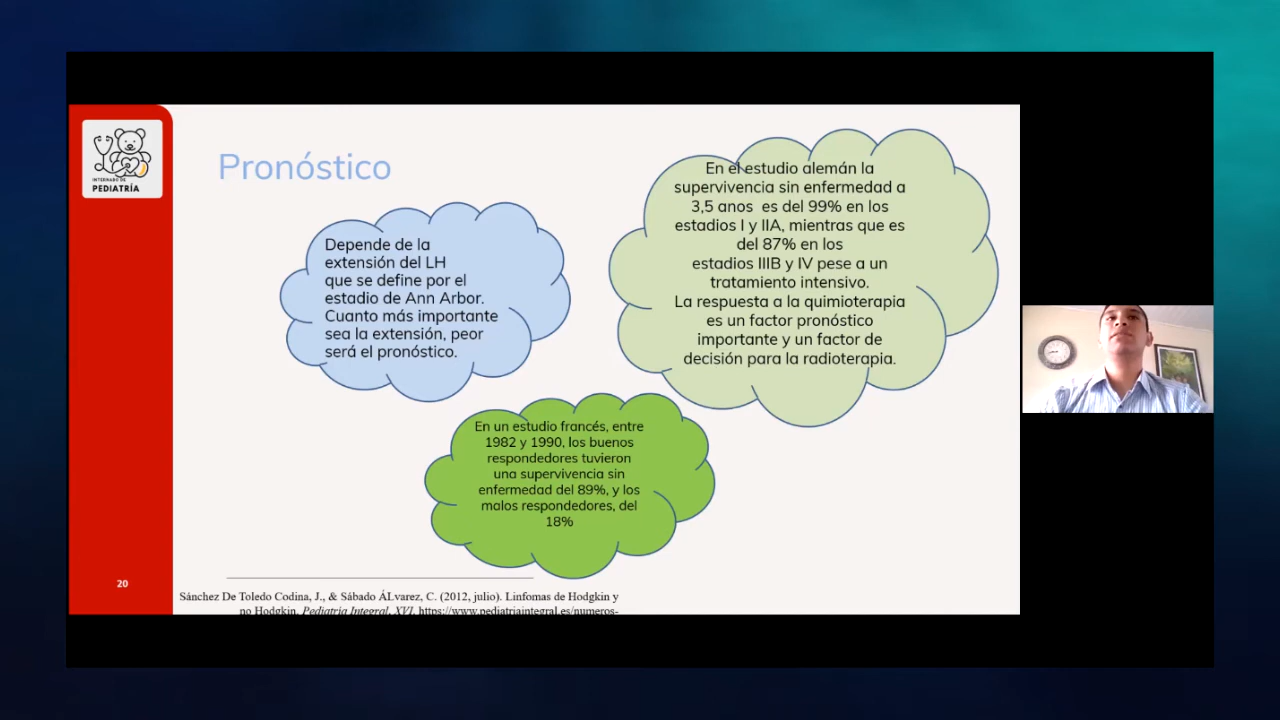 INTERNADO DE
PEDIATRÍA
Pronóstico
Depende de la
extensión del LH
que se define por el
estadio de Ann Arbor.
Cuanto más importante
sea la extensión, peor
será el pronóstico.
En el estudio alemán la
supervivencia sin enfermedad a
3,5 anos es del 99% en los
estadios I y IIA, mientras que es
del 87% en los
estadios IIIB y IV pese a un
tratamiento intensivo.
La respuesta a la quimioterapia
es un factor pronóstico
importante y un factor de
decisión para la radioterapia.
En un estudio francés, entre
1982 y 1990, los buenos
respondedores tuvieron
una supervivencia sin
enfermedad del 89%, y los
malos respondedores, del
18%
20
Sánchez De Toledo Codina, J., & Sábado ÁLvarez, C. (2012, julio). Linfomas de Hodgkin y
no Hodgkin. Pediatria Integral, XVI. https://www.pediatriaintegral.es/numeros-